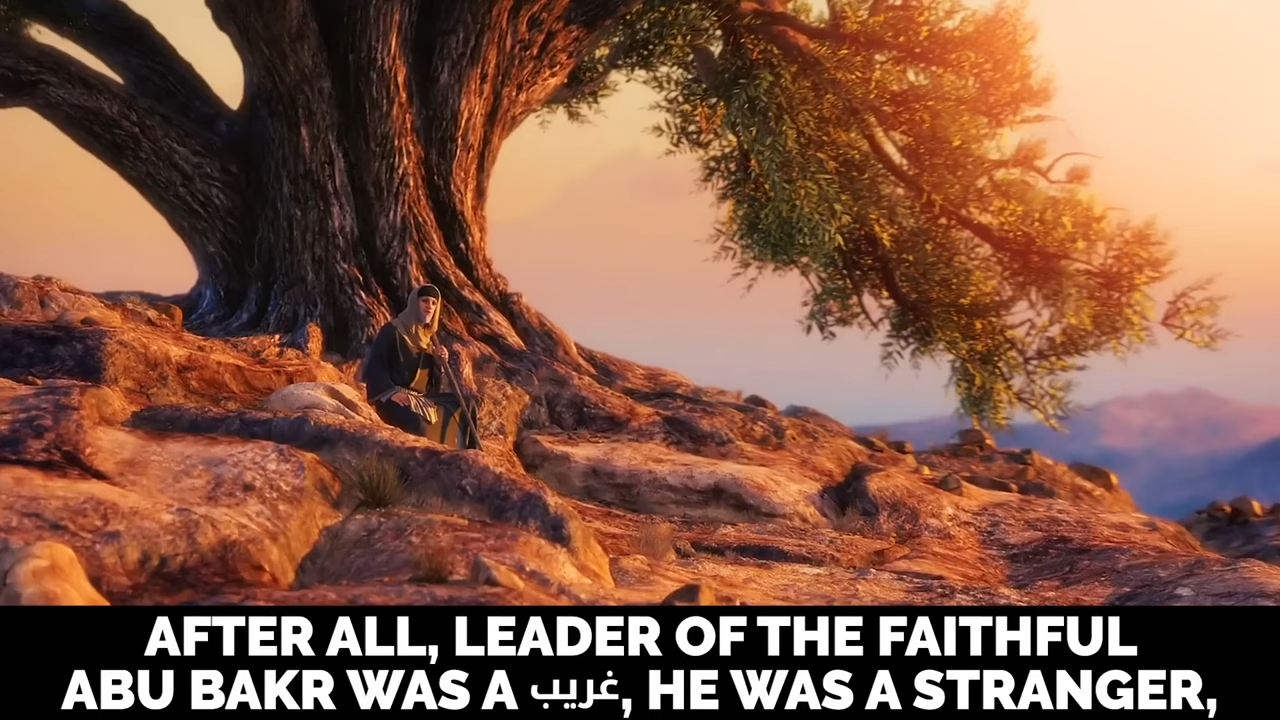 AFTER ALL, LEADER OF THE FAITHFUL
ABU BAKR WAS A غريب, HE WAS A STRANGER,